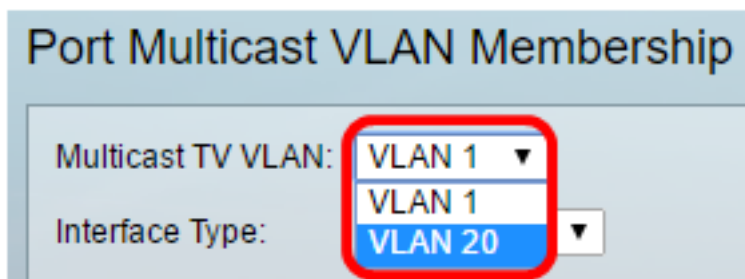 Port Multicast VLAN Membership
Multicast TV VLAN: VLAN 1 ▼
VLAN 1
Interface Type: ▼
VLAN 20